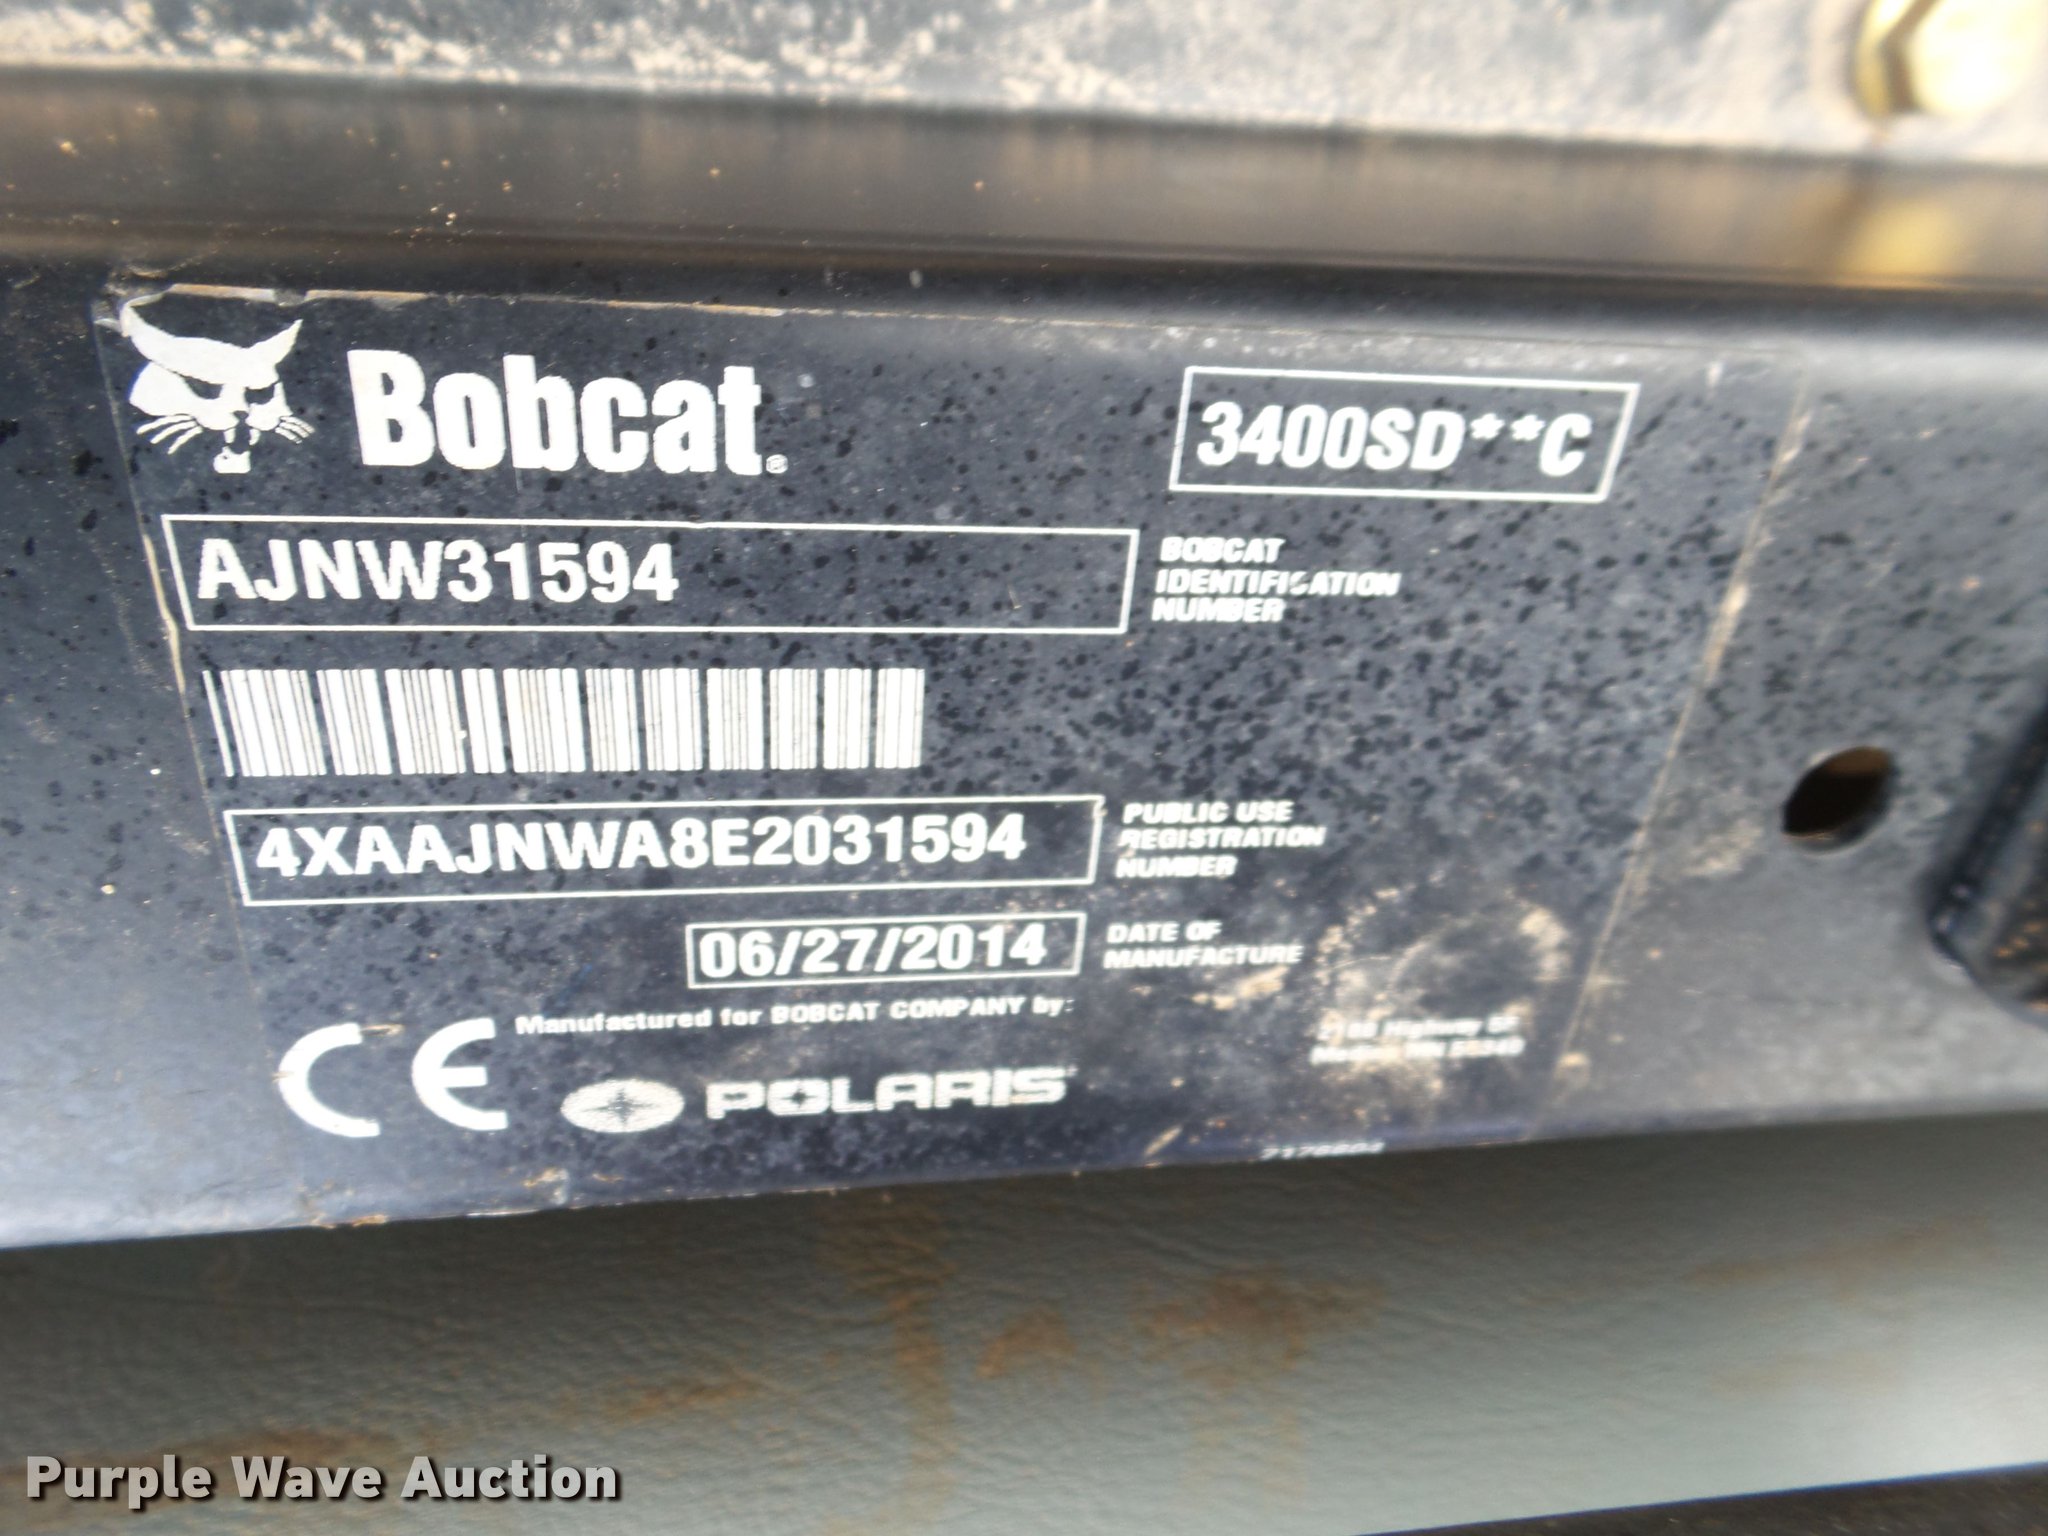 Bobcat®
3400SD**C
AJNW31594
BOBCAT
IDENTIFICATION
NUMBER
4XAAJNWA8E2031594
PUBLIC USE
REGISTRATION
NUMBER
06/27/2014
DATE OF
MANUFACTURE
Manufactured for BOBCAT COMPANY by:
CE
POLARIS
Highway
Purple Wave Auction